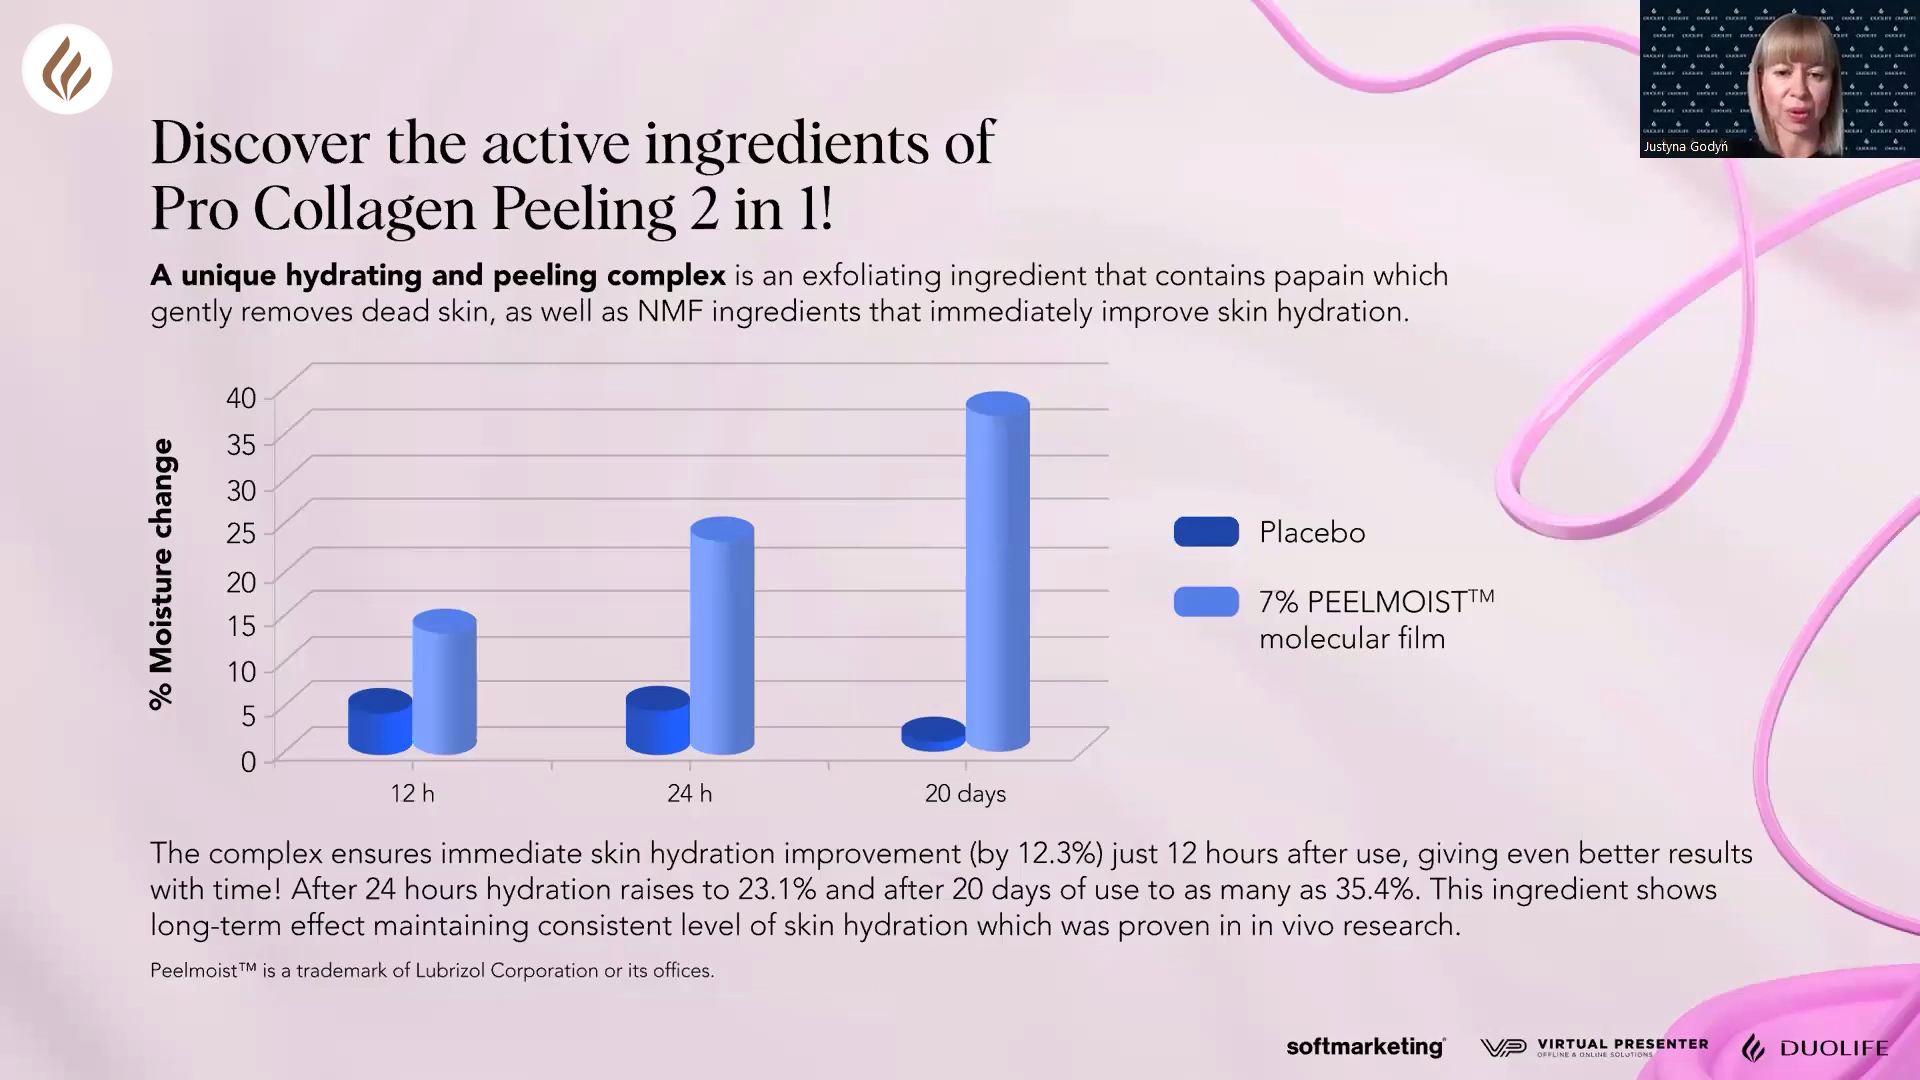 Justyna Godyń
Discover the active ingredients of
Pro Collagen Peeling 2 in 1!
A unique hydrating and peeling complex is an exfoliating ingredient that contains papain which
gently removes dead skin, as well as NMF ingredients that immediately improve skin hydration.
% Moisture change
40
35
30
25
20
15
10
5
0
12 h
24 h
20 days
Placebo
7% PEELMOIST™
molecular film
The complex ensures immediate skin hydration improvement (by 12.3%) just 12 hours after use, giving even better results
with time! After 24 hours hydration raises to 23.1% and after 20 days of use to as many as 35.4%. This ingredient shows
long-term effect maintaining consistent level of skin hydration which was proven in in vivo research.
Peelmoist™ is a trademark of Lubrizol Corporation or its offices.
softmarketing
VP VIRTUAL PRESENTER
OFFLINE & ONLINE SOLUTIONS
DUOLIFE